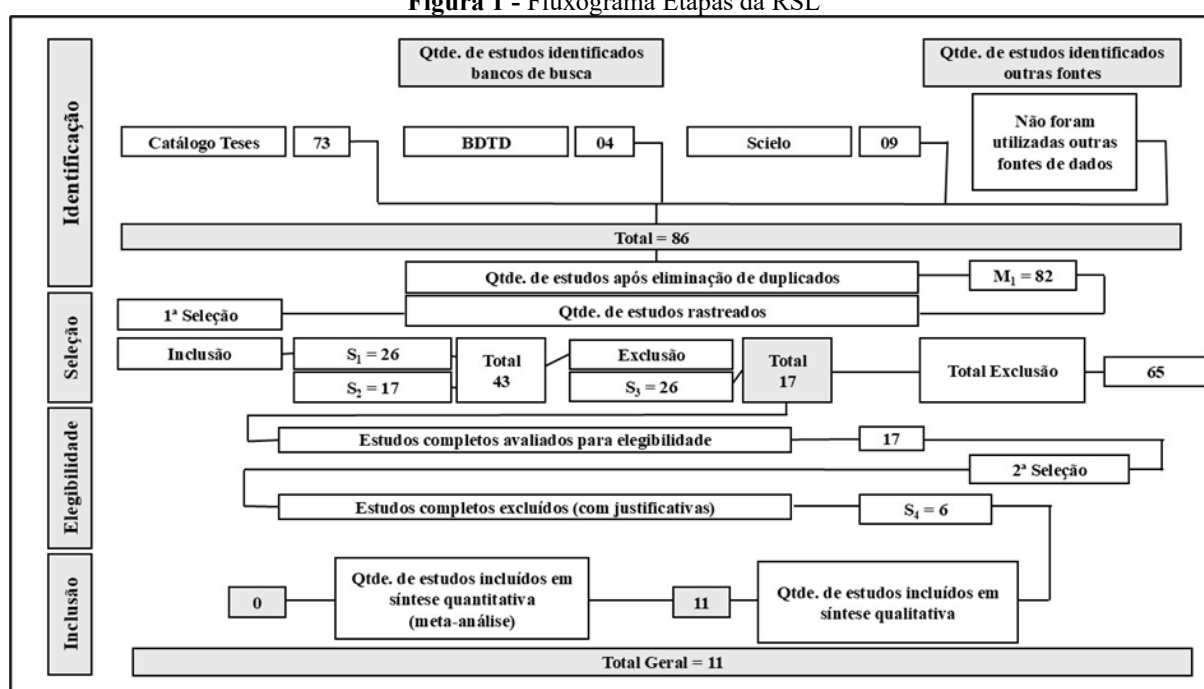 Figura 1 - Fluxograma Etapas da RSL
Identificação
Qtde. de estudos identificados
bancos de busca
Qtde. de estudos identificados
outras fontes
Catálogo Teses
73
BDTD
04
Scielo
09
Não foram
utilizadas outras
fontes de dados
Total = 86
Qtde. de estudos após eliminação de duplicados
M₁ = 82
Seleção
1ª Seleção
Qtde. de estudos rastreados
Inclusão
S₁ = 26
S₂ = 17
Total
43
Exclusão
S₃ = 26
Total
17
Total Exclusão
65
Elegibilidade
Estudos completos avaliados para elegibilidade
17
2ª Seleção
Estudos completos excluídos (com justificativas)
S₄ = 6
Inclusão
0
Qtde. de estudos incluídos em
síntese quantitativa
(meta-análise)
11
Qtde. de estudos incluídos em
síntese qualitativa
Total Geral = 11